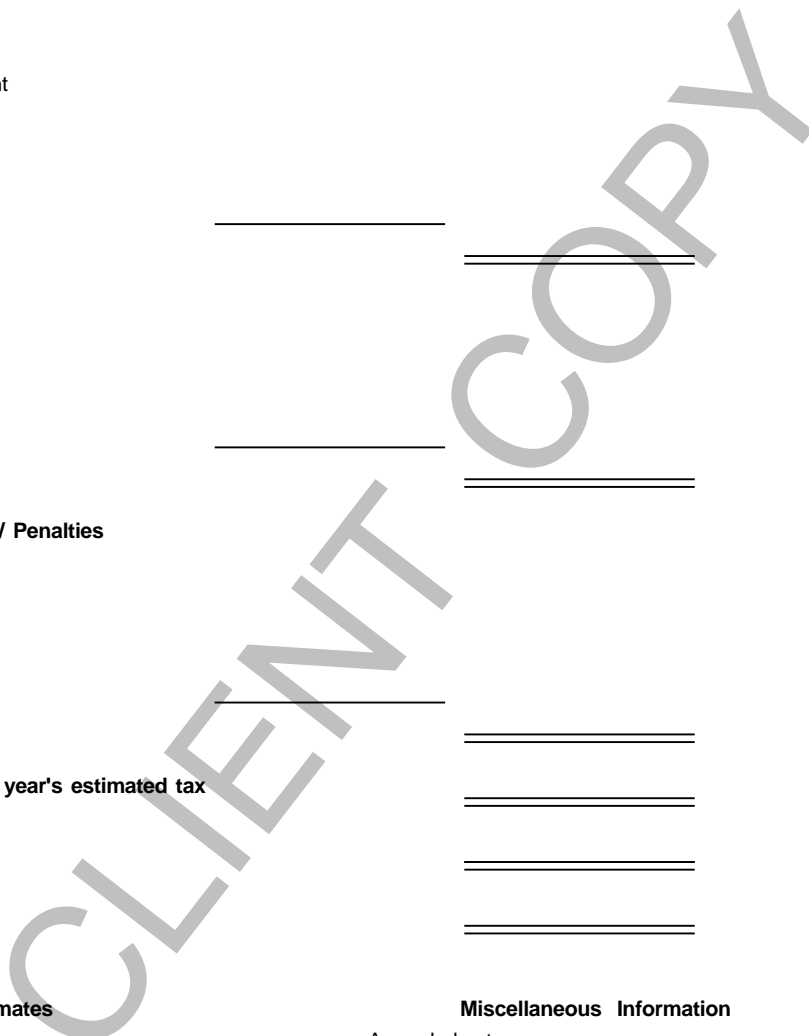 nt
/ Penalties
year's estimated tax
mates
Miscellaneous Information
CLIENT COPY